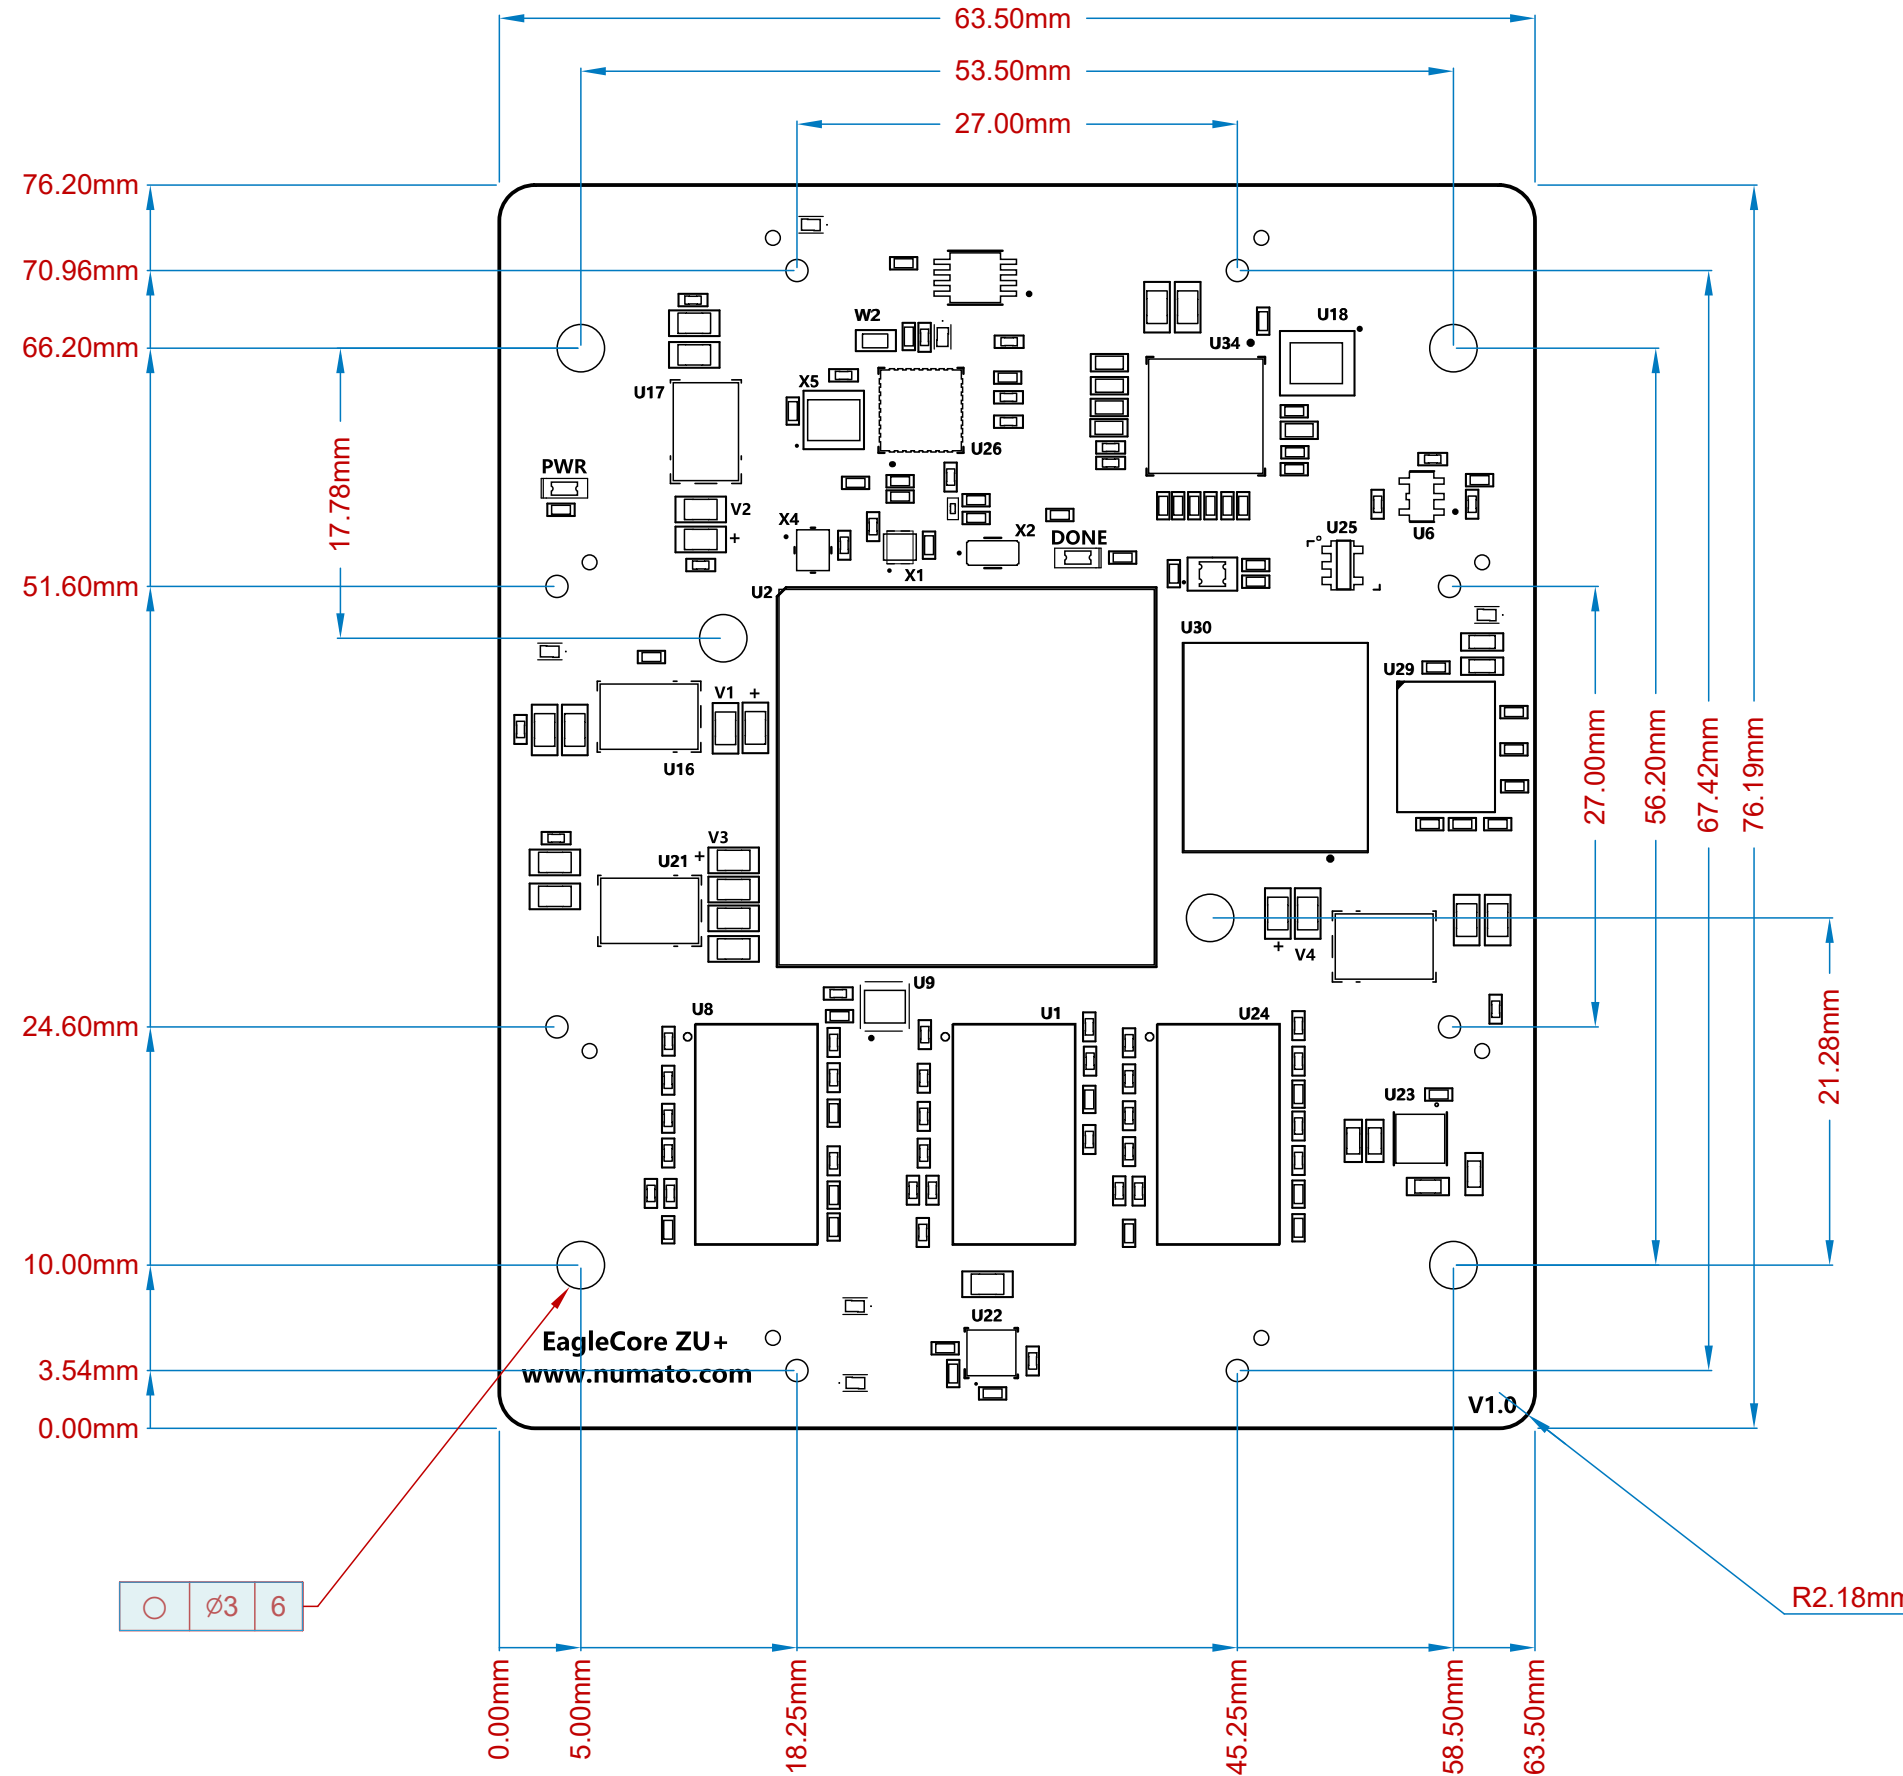 63.50mm
53.50mm
27.00mm
76.20mm
70.96mm
66.20mm
W2
U18
U34
X5
U17
U26
17.78mm
PWR
V2
+
X4
X2
DONE
U25
U6
X1
51.60mm
U2
U30
U29
V1 +
U16
27.00mm
56.20mm
67.42mm
76.19mm
V3
U21 +
+
V4
U9
U8
U1
U24
24.60mm
21.28mm
U23
10.00mm
U22
EagleCore ZU+
www.numato.com
3.54mm
V1.0
0.00mm
∅3
6
R2.18mm
0.00mm
5.00mm
18.25mm
45.25mm
58.50mm
63.50mm